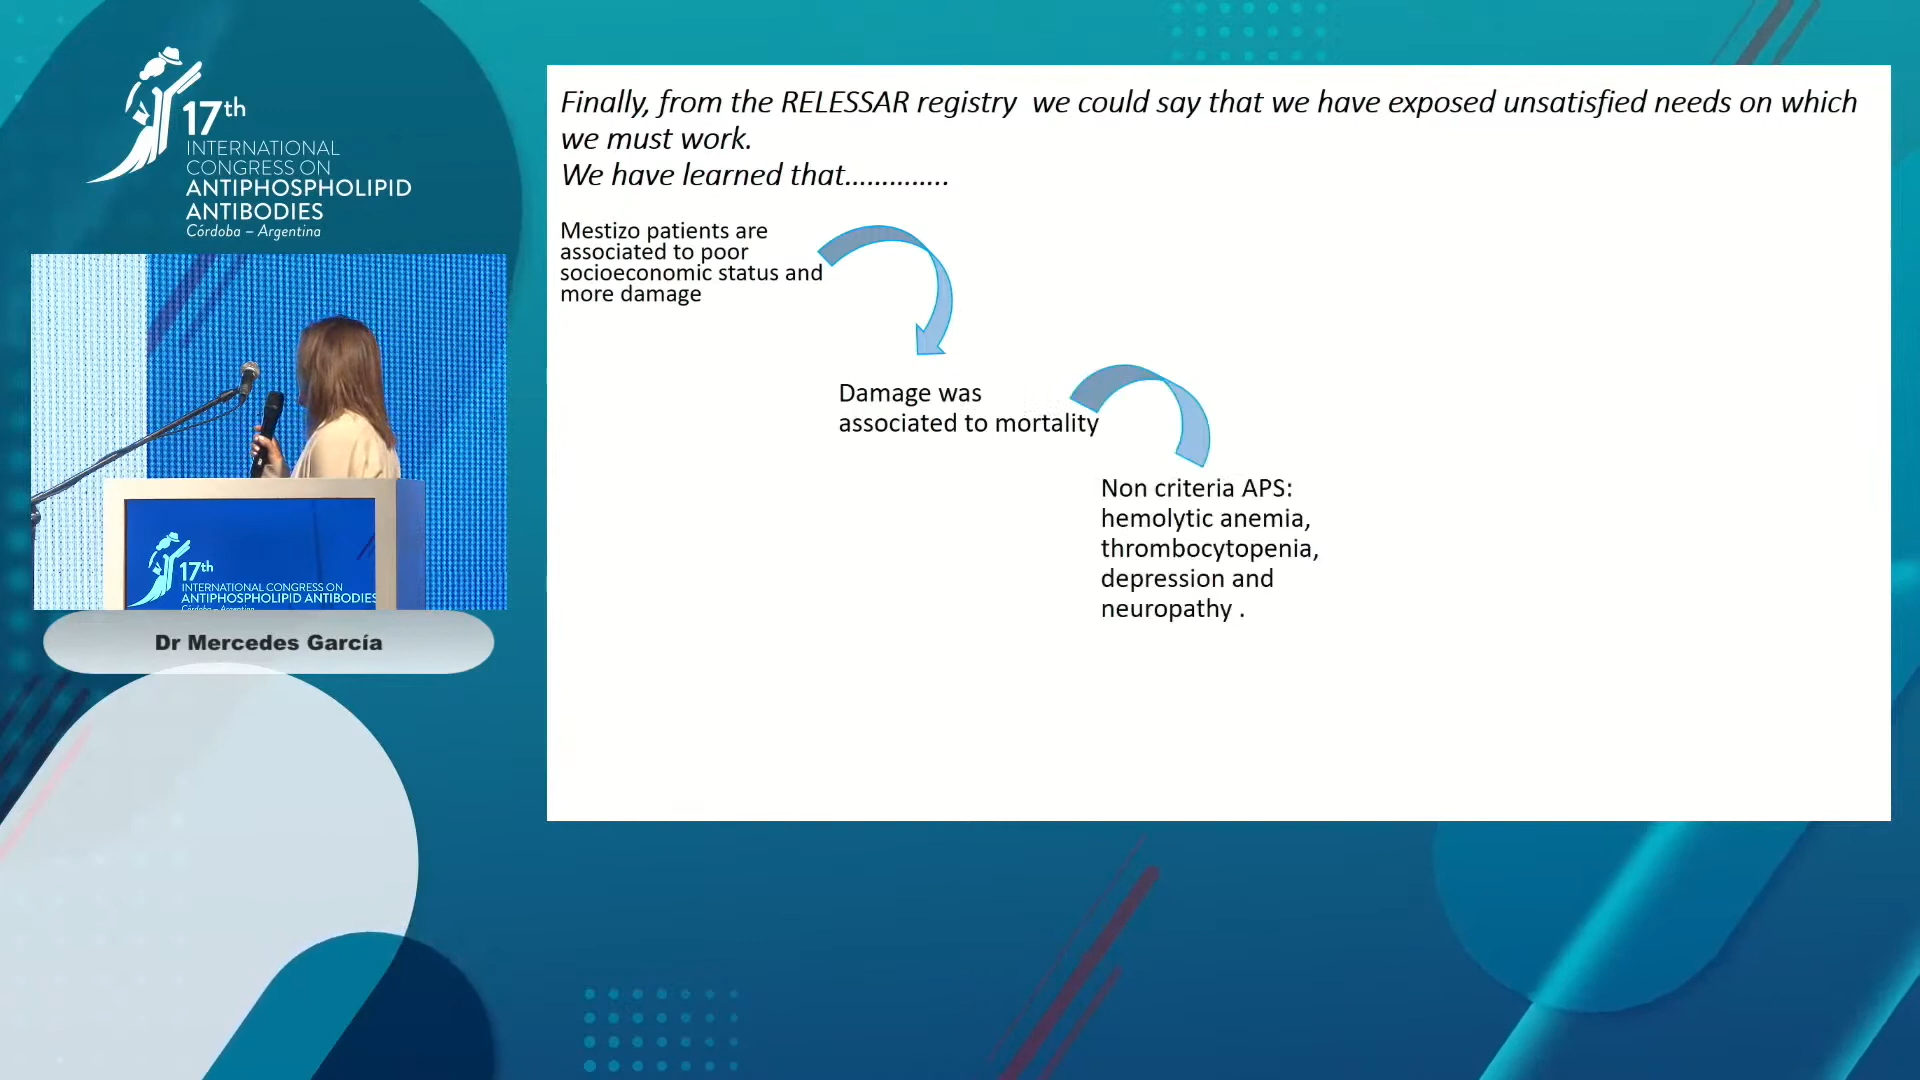 17th
INTERNATIONAL
CONGRESS ON
ANTIPHOSPHOLIPID
ANTIBODIES
Córdoba – Argentina
Finally, from the RELESSAR registry we could say that we have exposed unsatisfied needs on which
we must work.
We have learned that..............
Mestizo patients are
associated to poor
socioeconomic status and
more damage
Damage was
associated to mortality
Non criteria APS:
hemolytic anemia,
thrombocytopenia,
depression and
neuropathy .
17th
INTERNATIONAL CONGRESS ON
ANTIPHOSPHOLIPID ANTIBODIES
Córdoba – Argentina
Dr Mercedes García